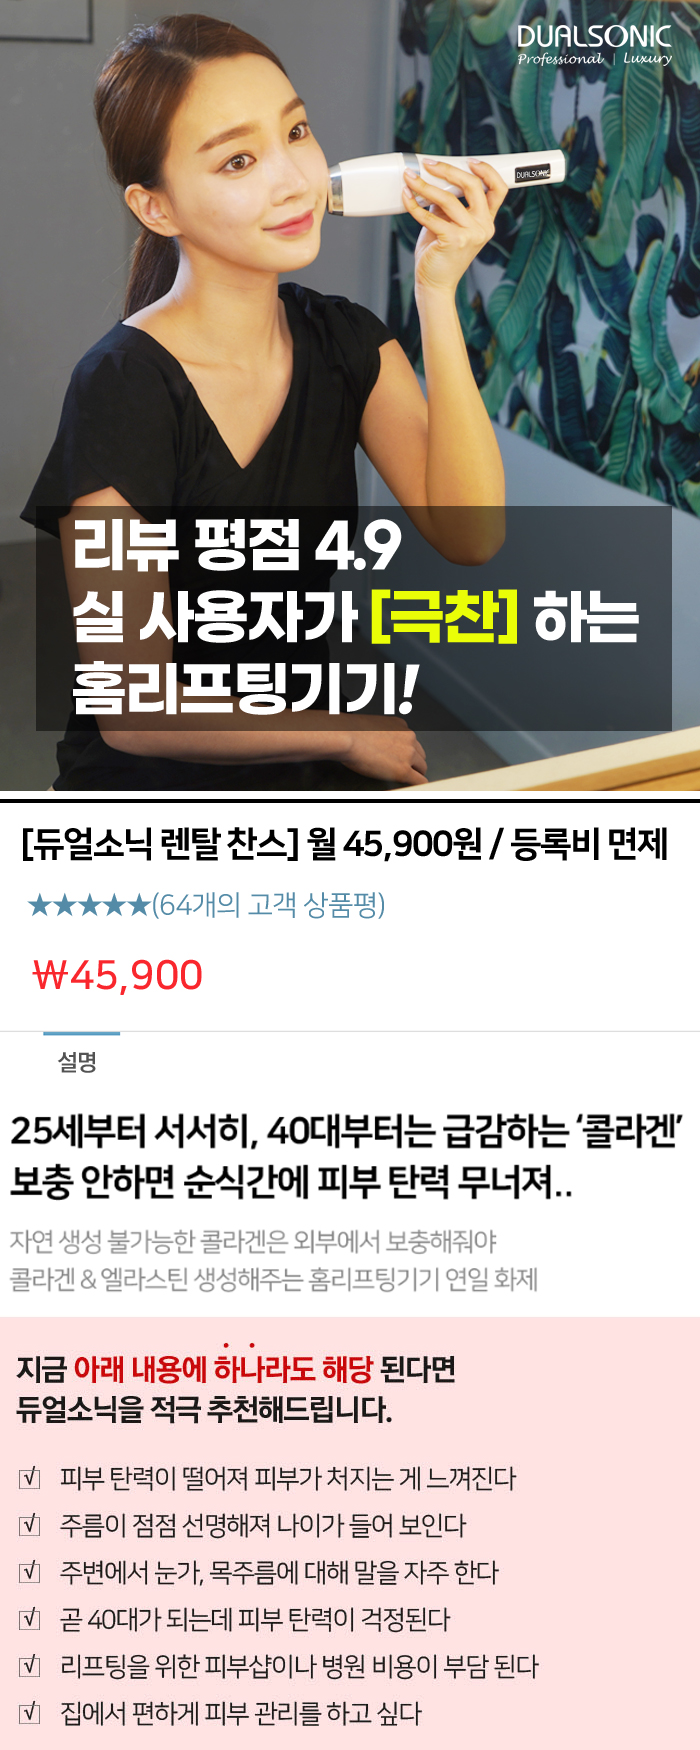 DUALSONIC
Professional | Luxury
DUALSONIC
리뷰 평점 4.9
실 사용자가 [극찬] 하는
홈리프팅기기!
[듀얼소닉 렌탈 찬스] 월 45,900원 / 등록비 면제
★★★★★(64개의 고객 상품평)
₩45,900
설명
25세부터 서서히, 40대부터는 급감하는 ‘콜라겐’
보충 안하면 순식간에 피부 탄력 무너져..
자연 생성 불가능한 콜라겐은 외부에서 보충해줘야
콜라겐 & 엘라스틴 생성해주는 홈리프팅기기 연일 화제
지금 아래 내용에 하나라도 해당 된다면
듀얼소닉을 적극 추천해드립니다.
피부 탄력이 떨어져 피부가 처지는 게 느껴진다
주름이 점점 선명해져 나이가 들어 보인다
주변에서 눈가, 목주름에 대해 말을 자주 한다
곧 40대가 되는데 피부 탄력이 걱정된다
리프팅을 위한 피부샵이나 병원 비용이 부담 된다
집에서 편하게 피부 관리를 하고 싶다